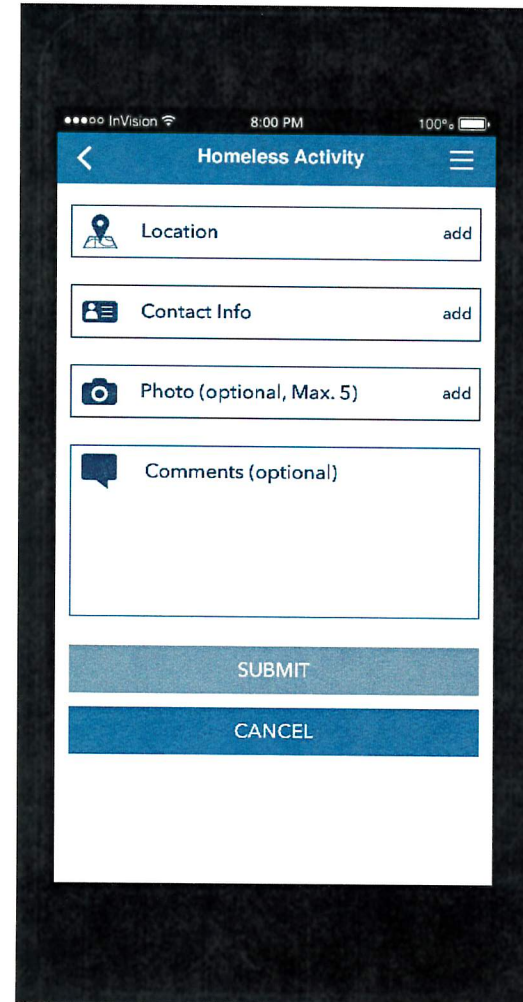 ●●●○○ InVision 8:00 PM 100%
Homeless Activity
Location add
Contact Info add
Photo (optional, Max. 5) add
Comments (optional)
SUBMIT
CANCEL